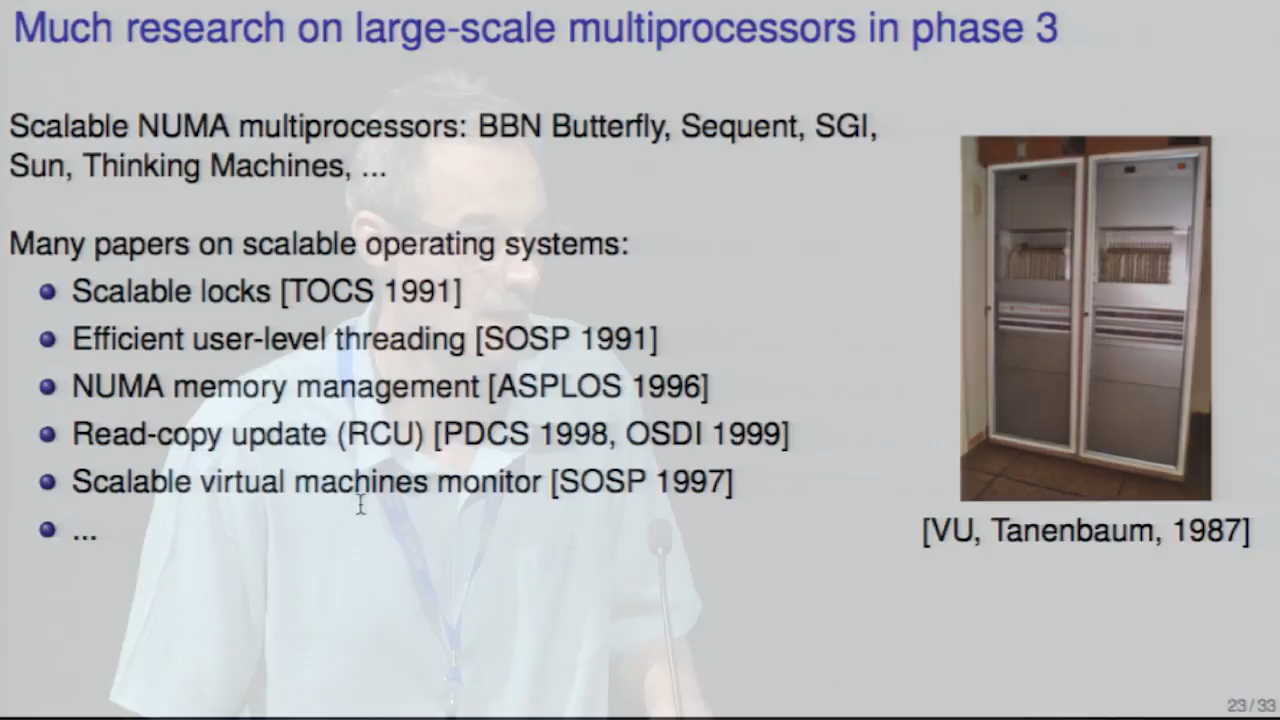 Much research on large-scale multiprocessors in phase 3
Scalable NUMA multiprocessors: BBN Butterfly, Sequent, SGI,
Sun, Thinking Machines, ...
Many papers on scalable operating systems:
Scalable locks [TOCS 1991]
Efficient user-level threading [SOSP 1991]
NUMA memory management [ASPLOS 1996]
Read-copy update (RCU) [PDCS 1998, OSDI 1999]
Scalable virtual machines monitor [SOSP 1997]
...
[VU, Tanenbaum, 1987]
23/33